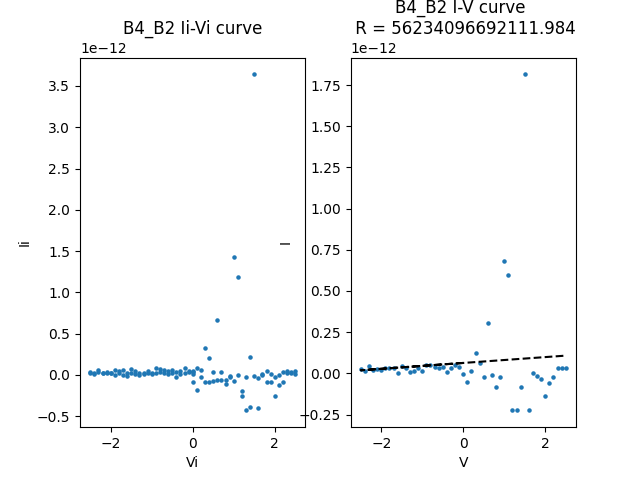 B4_B2 Ii-Vi curve
1e−12
3.5
3.0
2.5
2.0
1.5
1.0
0.5
0.0
−0.5
−2
0
2
Vi
Ii
B4_B2 I-V curve
R = 56234096692111.984
1e−12
1.75
1.50
1.25
1.00
0.75
0.50
0.25
0.00
−0.25
−2
0
2
V
I